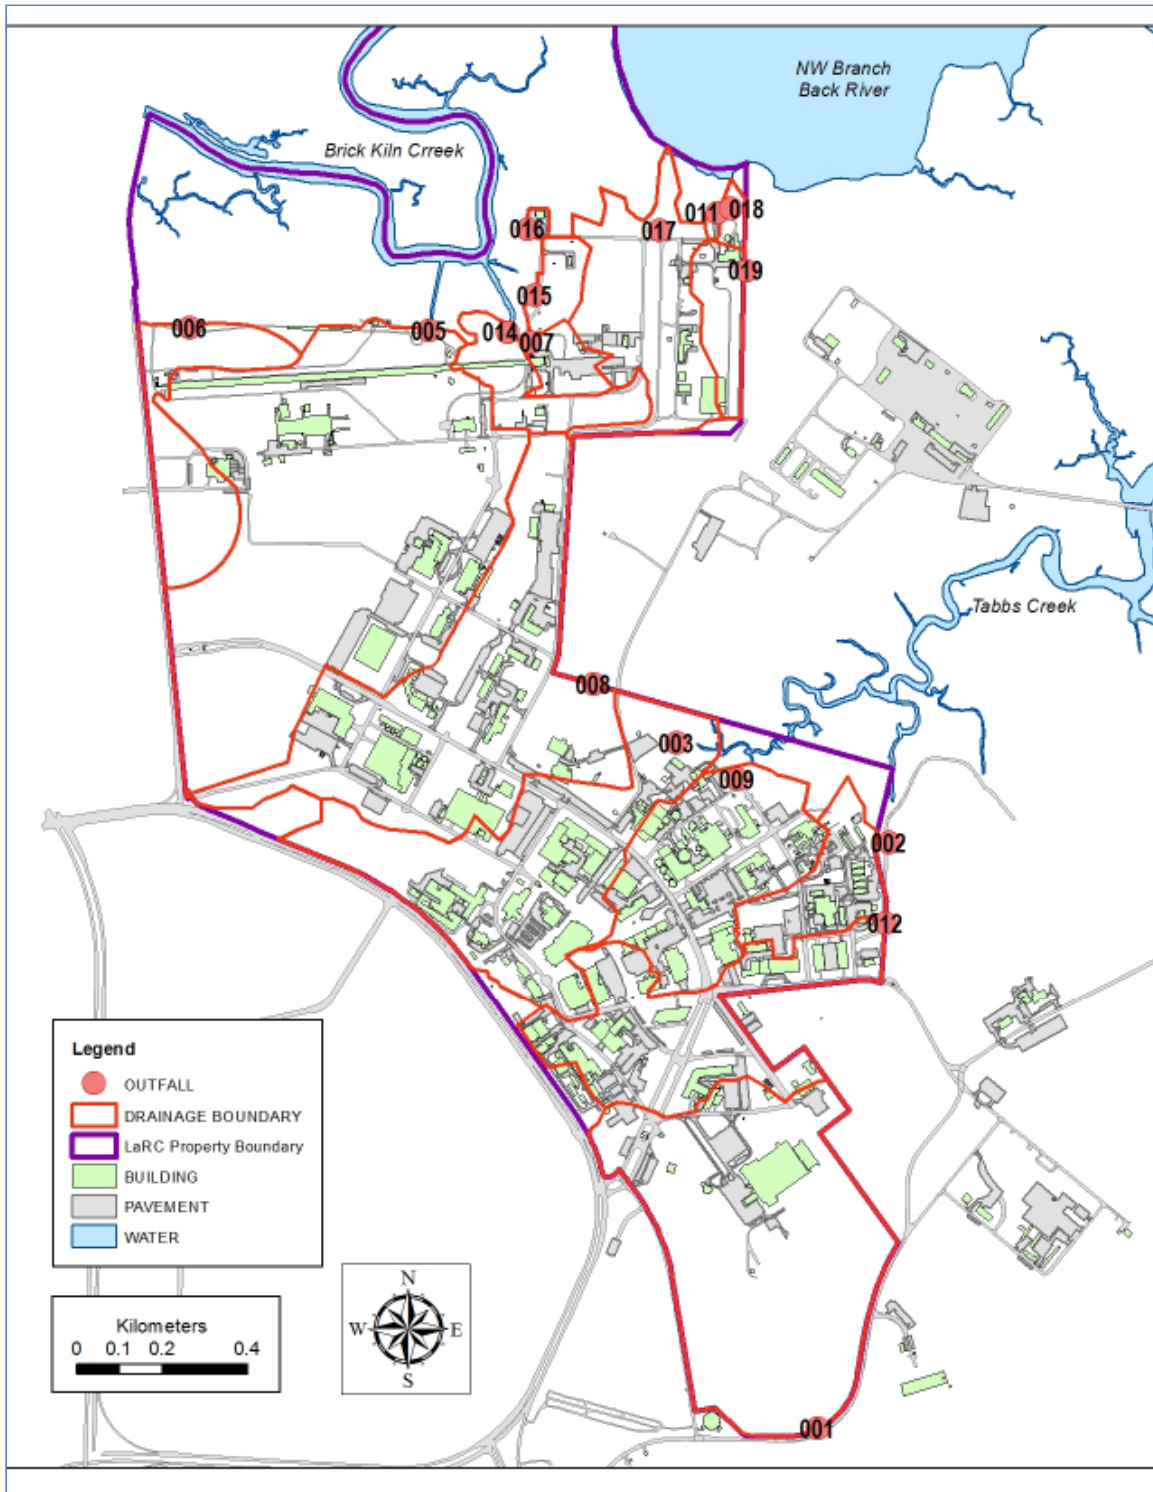 NW Branch
Back River
Brick Kiln Crreek
011
018
016
017
019
015
006
005
014
007
Tabbs Creek
008
003
009
002
012
Legend
OUTFALL
DRAINAGE BOUNDARY
LaRC Property Boundary
BUILDING
PAVEMENT
WATER
N
W
E
S
Kilometers
0 0.1 0.2 0.4
001